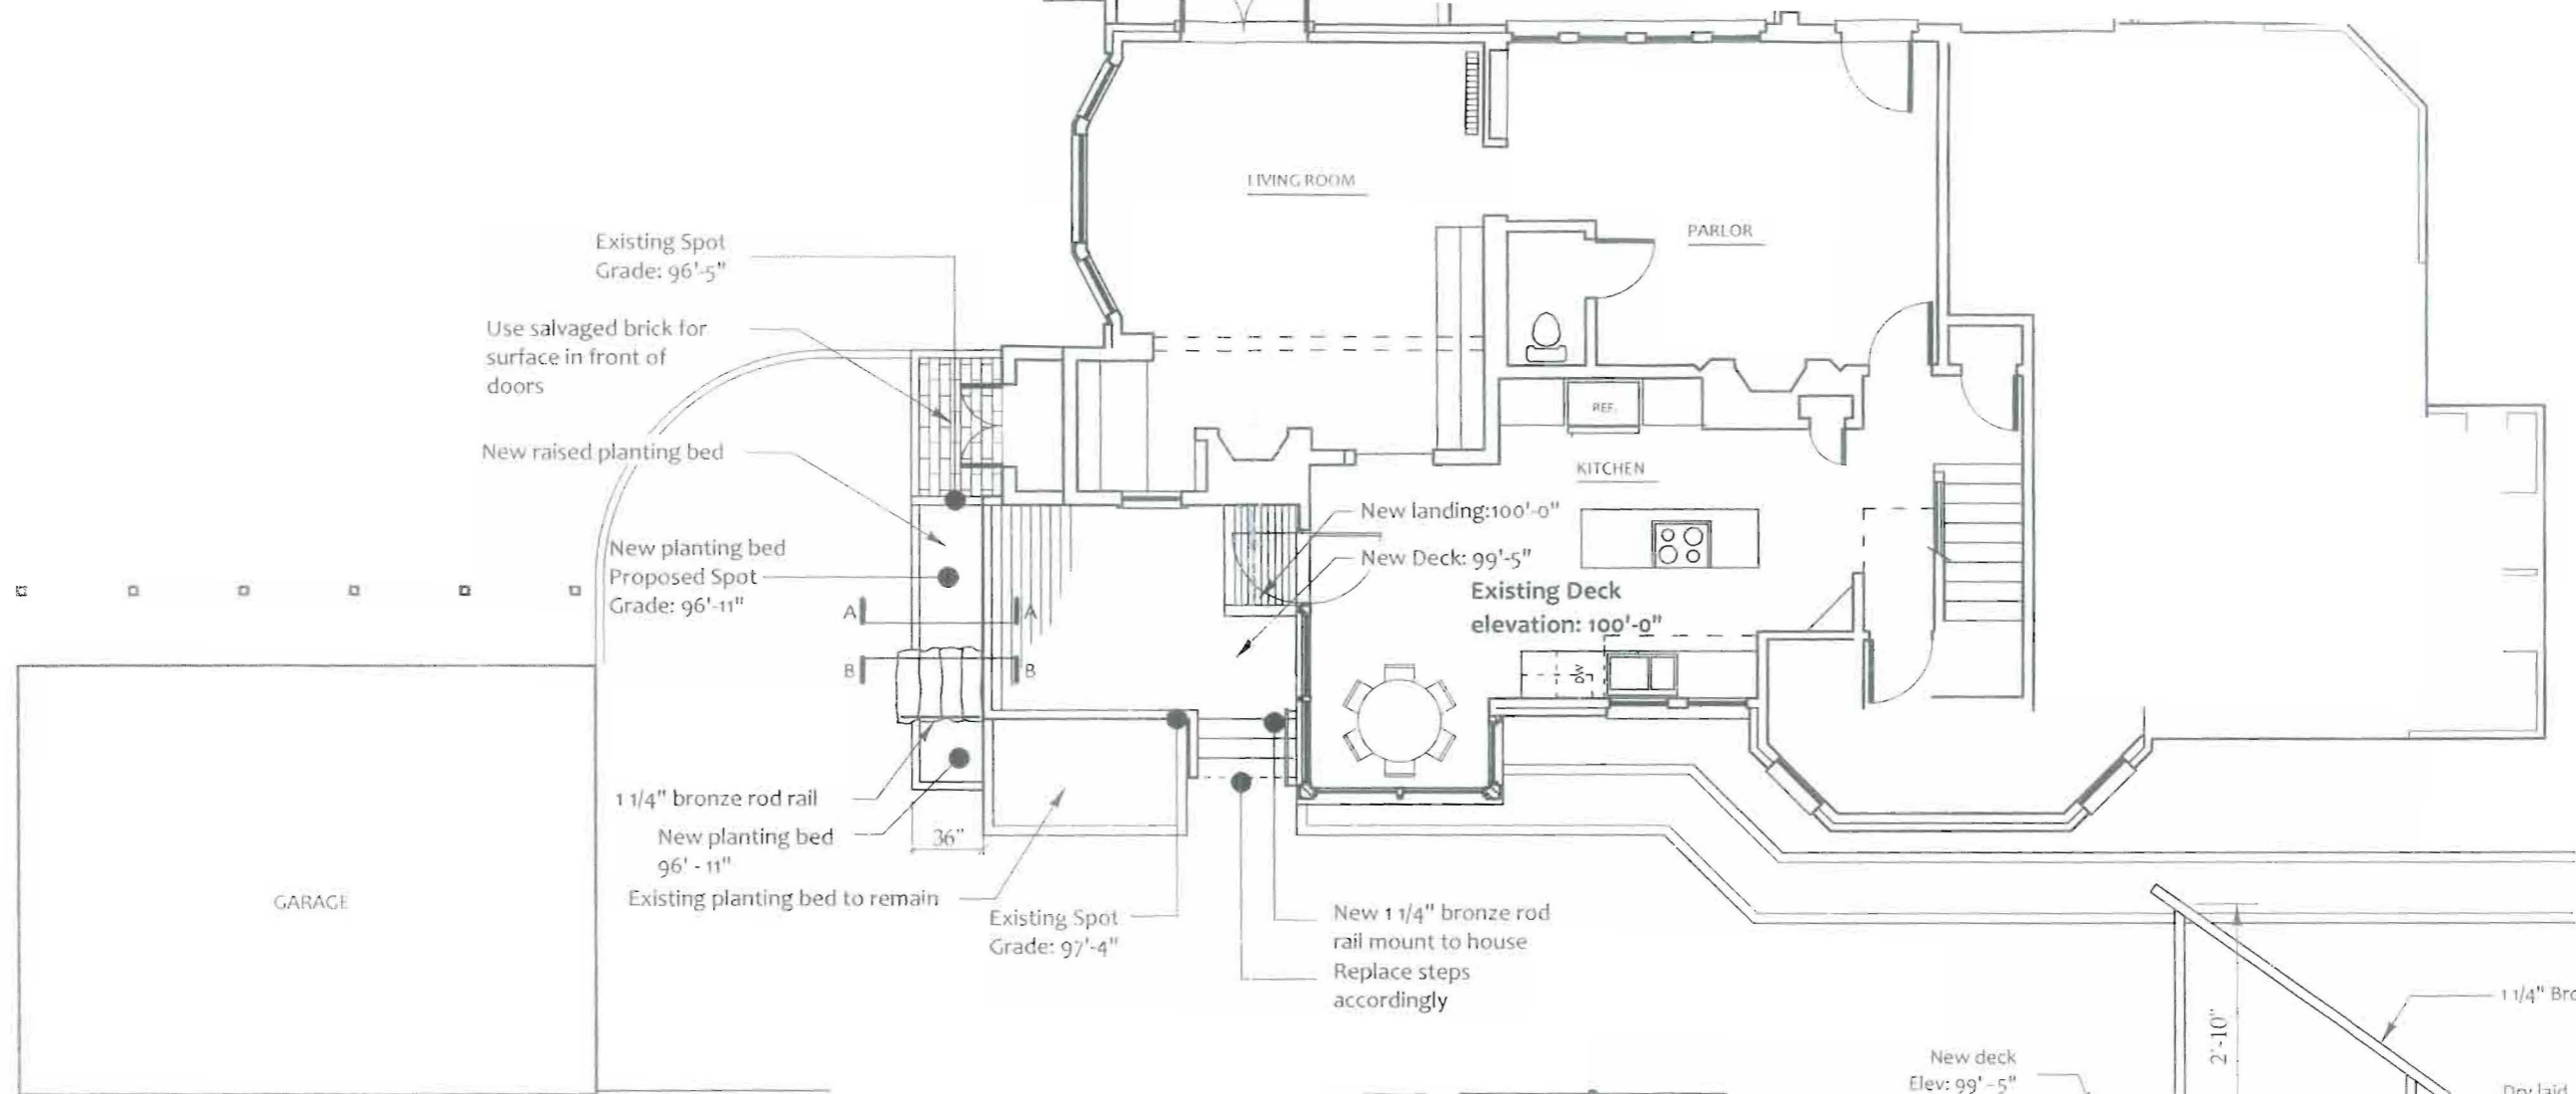 LIVING ROOM
PARLOR
Existing Spot
Grade: 96'-5"
Use salvaged brick for
surface in front of
doors
REF.
New raised planting bed
KITCHEN
New landing:100'-0"
New planting bed
Proposed Spot
Grade: 96'-11"
New Deck: 99'-5"
Existing Deck
elevation: 100'-0"
A
A
B
B
DW
1 1/4" bronze rod rail
New planting bed
96' - 11"
36"
Existing planting bed to remain
GARAGE
Existing Spot
Grade: 97'-4"
New 1 1/4" bronze rod
rail mount to house
Replace steps
accordingly
1 1/4" Bro
2'-10"
New deck
Elev: 99' - 5"
Dry laid